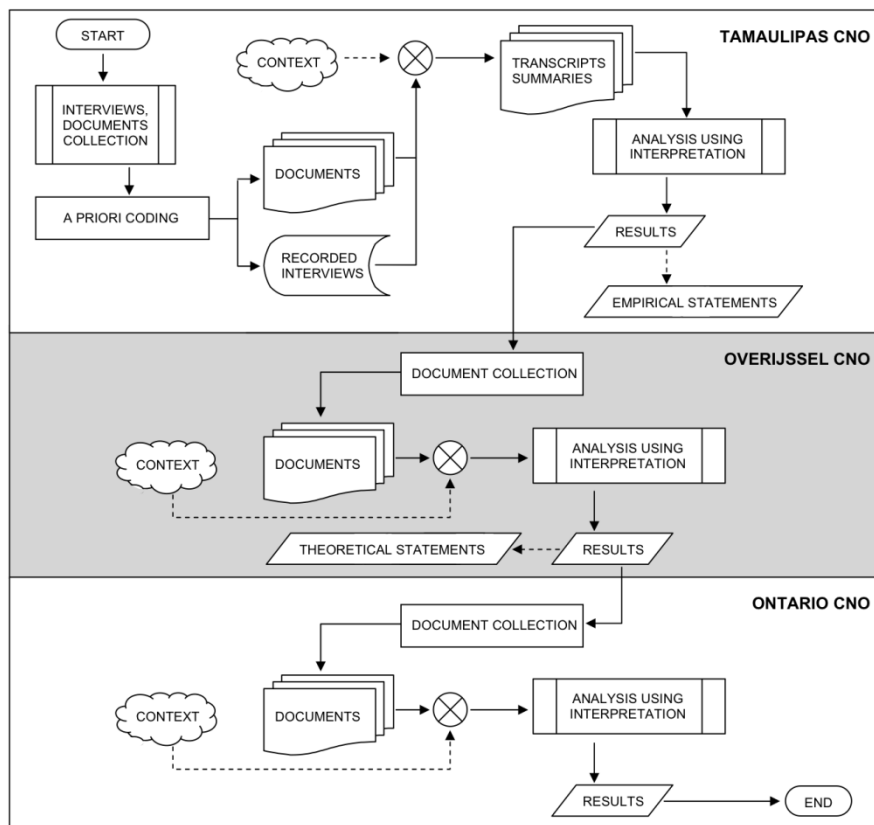 TAMAULIPAS CNO
START
CONTEXT
TRANSCRIPTS
SUMMARIES
INTERVIEWS,
DOCUMENTS
COLLECTION
ANALYSIS USING
INTERPRETATION
DOCUMENTS
A PRIORI CODING
RESULTS
RECORDED
INTERVIEWS
EMPIRICAL STATEMENTS
OVERIJSSEL CNO
DOCUMENT COLLECTION
CONTEXT
DOCUMENTS
ANALYSIS USING
INTERPRETATION
THEORETICAL STATEMENTS
RESULTS
ONTARIO CNO
DOCUMENT COLLECTION
CONTEXT
DOCUMENTS
ANALYSIS USING
INTERPRETATION
RESULTS
END